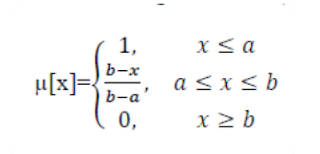 1, x ≤ a
μ[x]={ b−x / b−a, a ≤ x ≤ b
0, x ≥ b